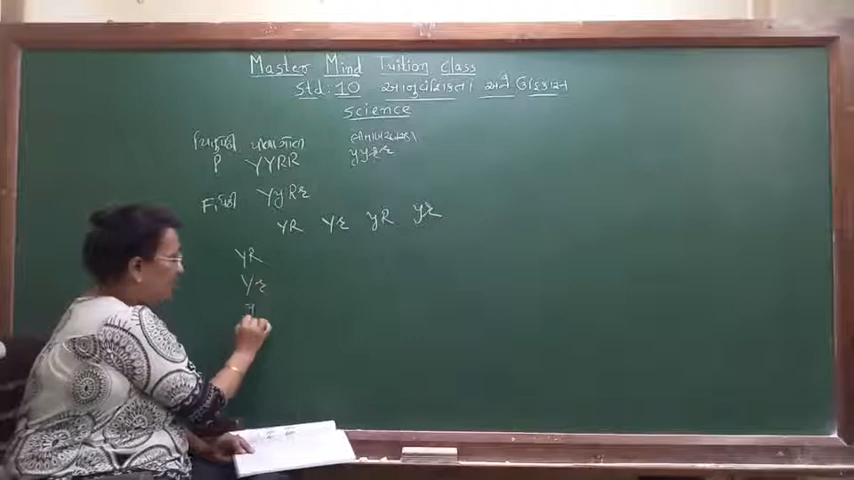 Master Mind Tuition Class
Std: 10 આનુવંશિકતા અને ઉદ્વિકાસ
Science
પિતૃપેઢી પીળા ગોળ
P YYRR yyrr
F₁ પેઢી YyRr
YR Yr yR yr
YR
Yr
y